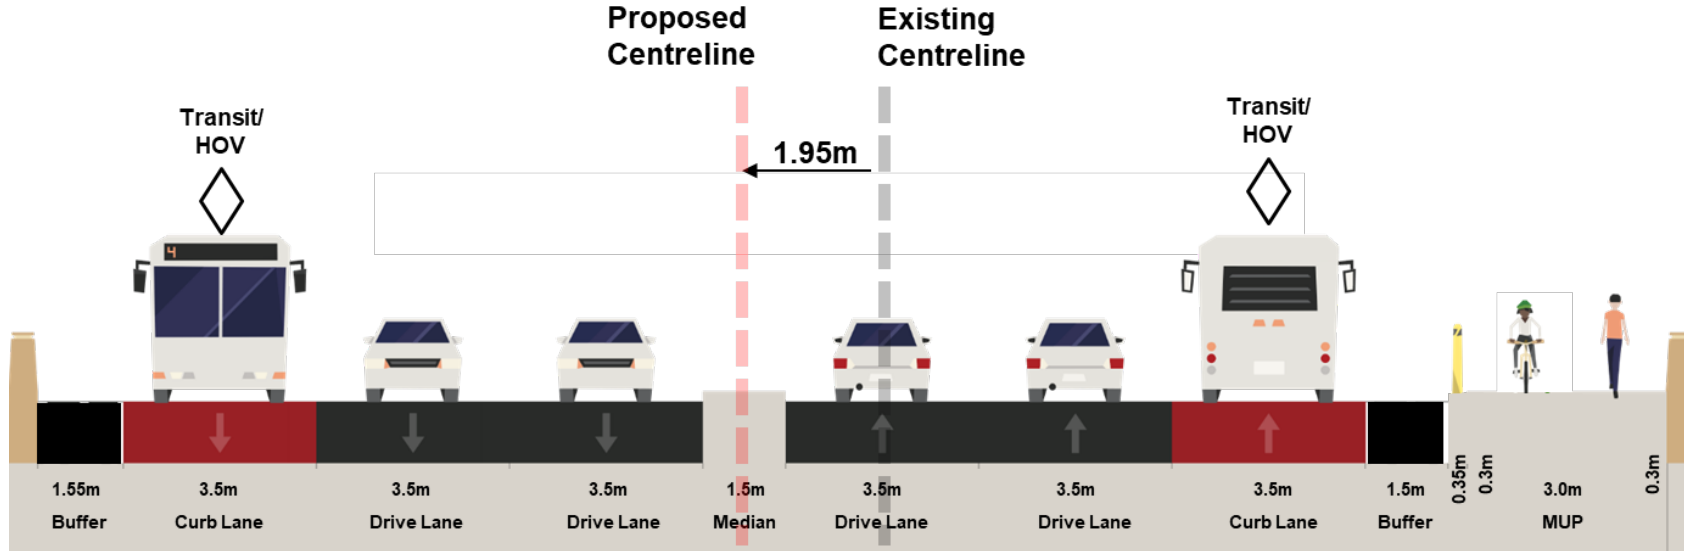 Proposed
Centreline
Existing
Centreline
Transit/
HOV
Transit/
HOV
1.95m
4
1.55m
3.5m
3.5m
3.5m
1.5m
3.5m
3.5m
3.5m
1.5m
0.35m
0.3m
3.0m
0.3m
Buffer
Curb Lane
Drive Lane
Drive Lane
Median
Drive Lane
Drive Lane
Curb Lane
Buffer
MUP